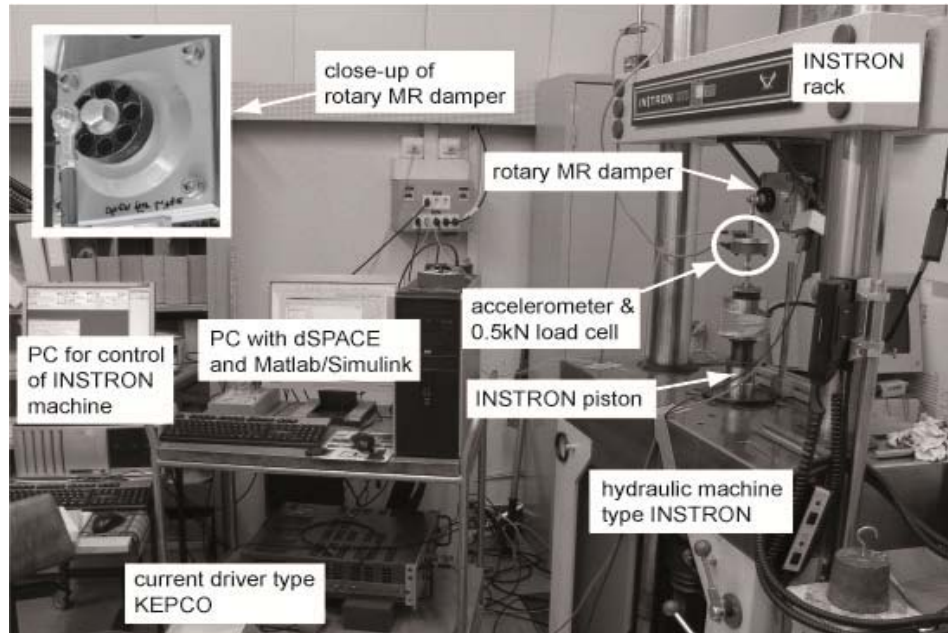 close-up of
rotary MR damper
INSTRON
rack
INSTRON
rotary MR damper
accelerometer &
0.5kN load cell
PC for control
of INSTRON
machine
PC with dSPACE
and Matlab/Simulink
INSTRON piston
hydraulic machine
type INSTRON
current driver type
KEPCO